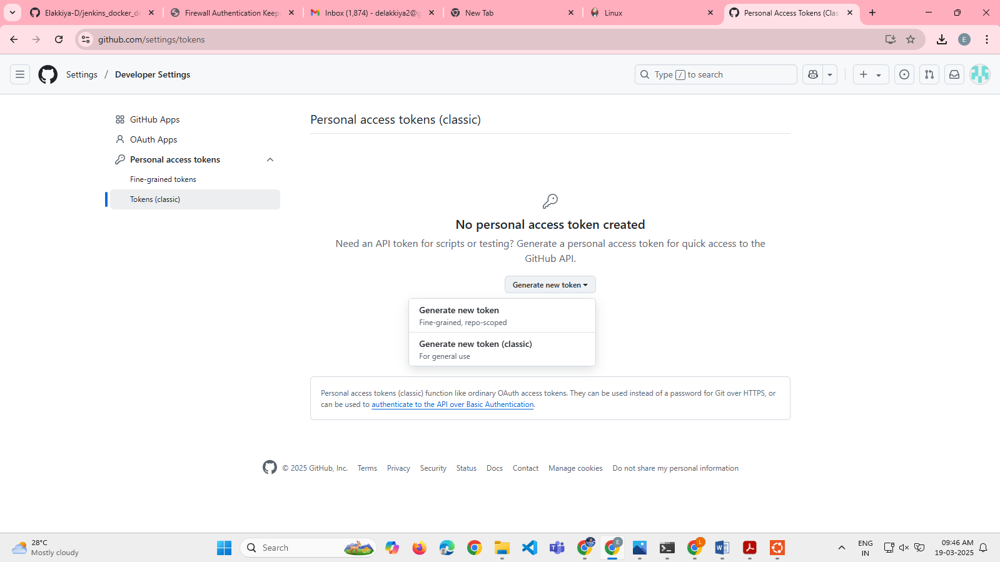 Elakkiya-D/jenkins_docker_de
Firewall Authentication Keep
Inbox (1,874) - delakkiya2@g
New Tab
Linux
Personal Access Tokens (Clas
github.com/settings/tokens
E
Settings / Developer Settings
Type / to search
GitHub Apps
OAuth Apps
Personal access tokens
Fine-grained tokens
Tokens (classic)
Personal access tokens (classic)
No personal access token created
Need an API token for scripts or testing? Generate a personal access token for quick access to the
GitHub API.
Generate new token
Generate new token
Fine-grained, repo-scoped
Generate new token (classic)
For general use
Personal access tokens (classic) function like ordinary OAuth access tokens. They can be used instead of a password for Git over HTTPS, or
can be used to authenticate to the API over Basic Authentication.
© 2025 GitHub, Inc. Terms Privacy Security Status Docs Contact Manage cookies Do not share my personal information
28°C
Mostly cloudy
Search
E
L
ENG
IN
09:46 AM
19-03-2025